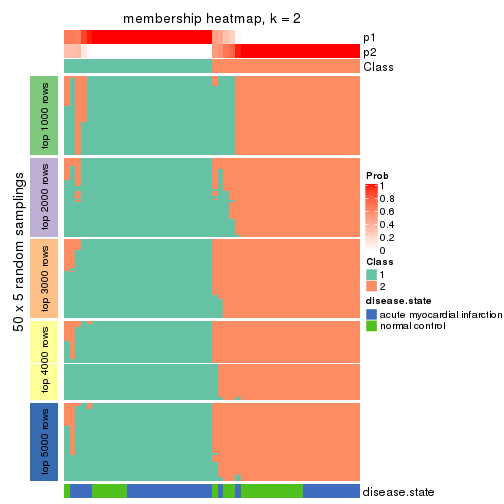 membership heatmap, k = 2
p1
p2
Class
50 x 5 random samplings
top 1000 rows
top 2000 rows
top 3000 rows
top 4000 rows
top 5000 rows
Prob
1
0.8
0.6
0.4
0.2
0
Class
1
2
disease.state
acute myocardial infarction
normal control
disease.state